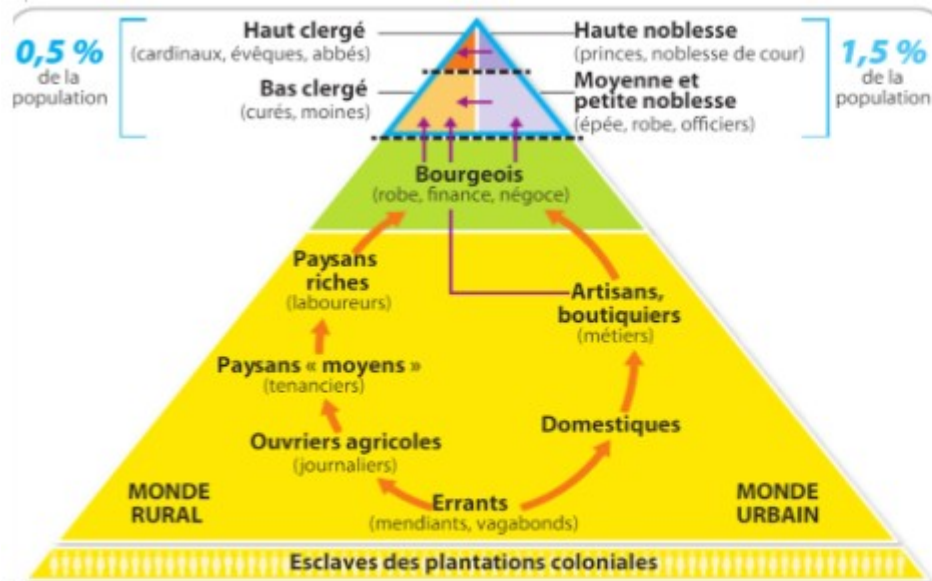 0,5 %
de la
population
Haut clergé
(cardinaux, évêques, abbés)
Bas clergé
(curés, moines)
Haute noblesse
(princes, noblesse de cour)
Moyenne et
petite noblesse
(épée, robe, officiers)
1,5 %
de la
population
Bourgeois
(robe, finance, négoce)
Paysans
riches
(laboureurs)
Artisans,
boutiquiers
(métiers)
Paysans « moyens »
(tenanciers)
Domestiques
Ouvriers agricoles
(journaliers)
MONDE
RURAL
Errants
(mendiants, vagabonds)
MONDE
URBAIN
Esclaves des plantations coloniales